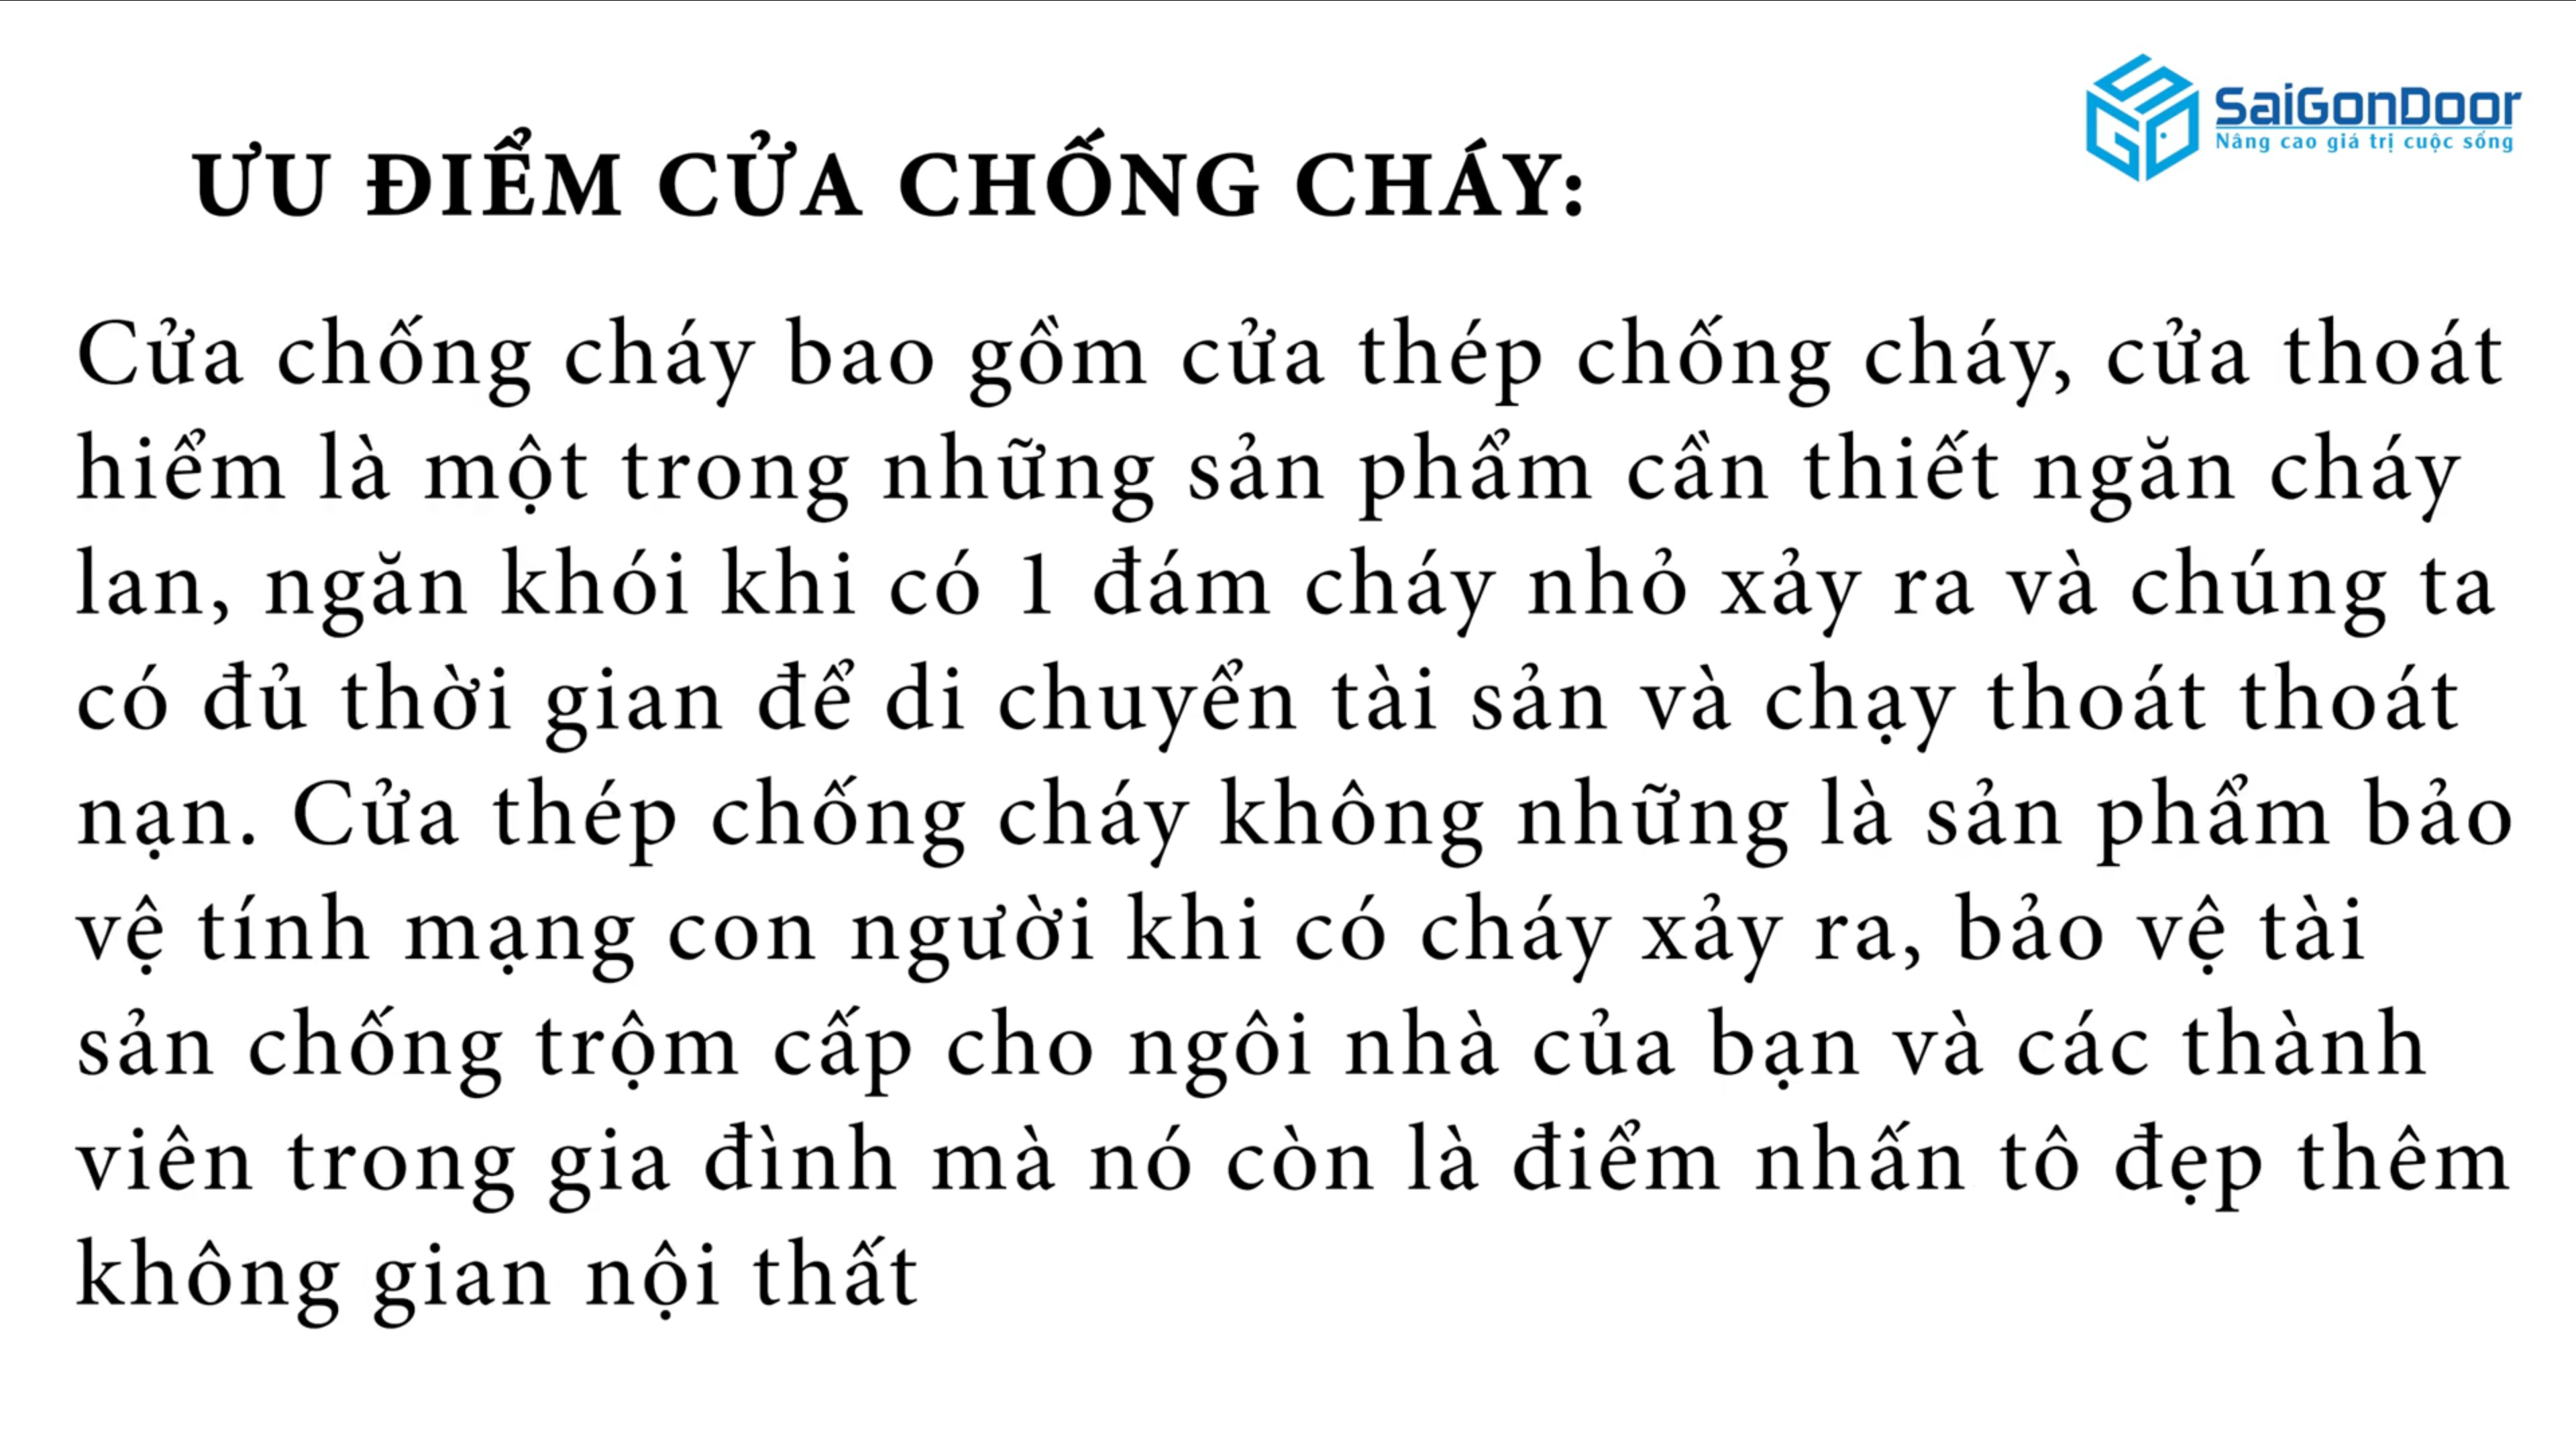 SaiGonDoor
Nâng cao giá trị cuộc sống
ƯU ĐIỂM CỬA CHỐNG CHÁY:
Cửa chống cháy bao gồm cửa thép chống cháy, cửa thoát
hiểm là một trong những sản phẩm cần thiết ngăn cháy
lan, ngăn khói khi có 1 đám cháy nhỏ xảy ra và chúng ta
có đủ thời gian để di chuyển tài sản và chạy thoát thoát
nạn. Cửa thép chống cháy không những là sản phẩm bảo
vệ tính mạng con người khi có cháy xảy ra, bảo vệ tài
sản chống trộm cấp cho ngôi nhà của bạn và các thành
viên trong gia đình mà nó còn là điểm nhấn tô đẹp thêm
không gian nội thất